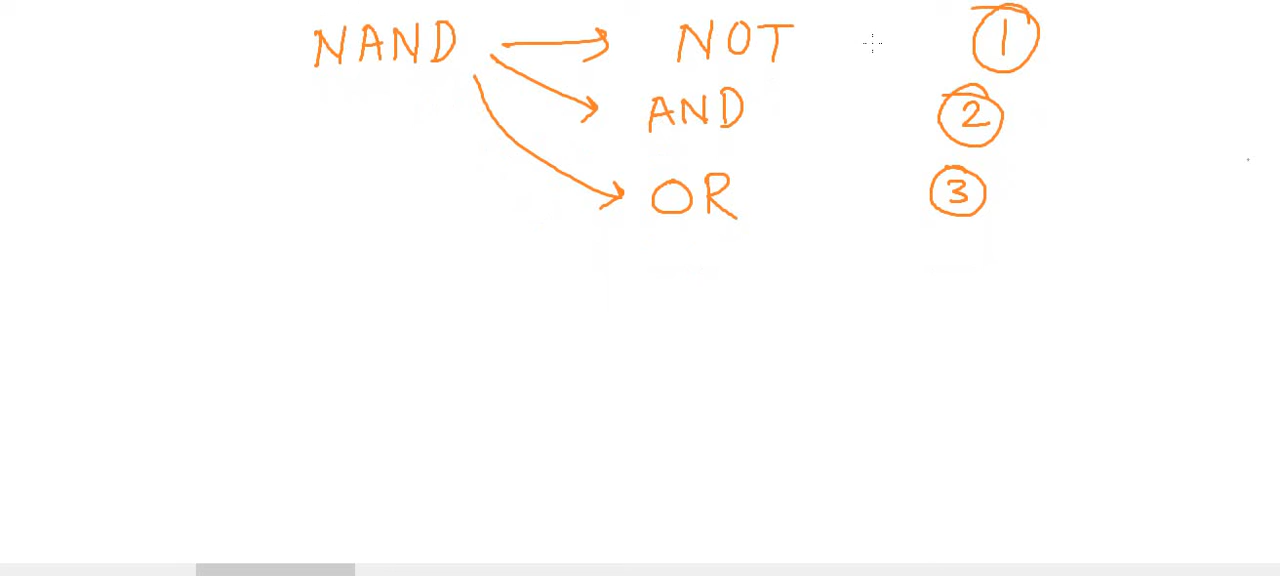 NAND → NOT 1
AND 2
OR 3